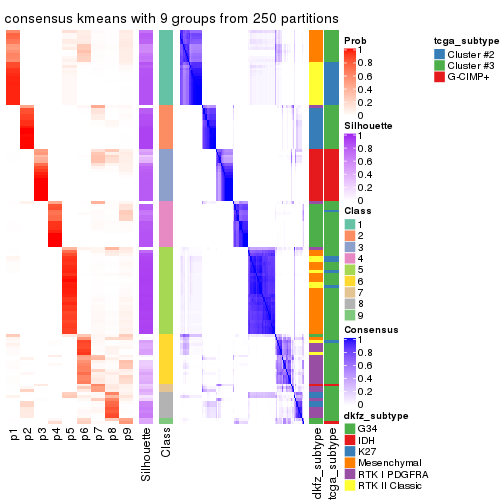 consensus kmeans with 9 groups from 250 partitions
Prob
1
0.8
0.6
0.4
0.2
0
Silhouette
1
0.8
0.6
0.4
0.2
0
Class
1
2
3
4
5
6
7
8
9
Consensus
1
0.8
0.6
0.4
0.2
0
dkfz_subtype
G34
IDH
K27
Mesenchymal
RTK I PDGFRA
RTK II Classic
tcga_subtype
Cluster #2
Cluster #3
G-CIMP+
p1
p2
p3
p4
p5
p6
p7
p8
p9
Silhouette
Class
dkfz_subtype
tcga_subtype